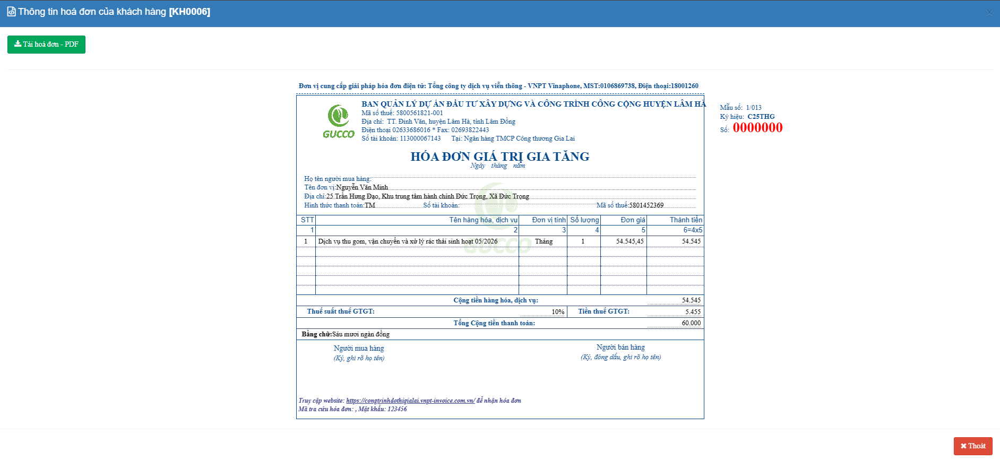 Thông tin hoá đơn của khách hàng [KH0006]
×
Tải hoá đơn - PDF
Đơn vị cung cấp giải pháp hóa đơn điện tử: Tổng công ty dịch vụ viễn thông - VNPT Vinaphone, MST:0106869738, Điện thoại:18001260
BAN QUẢN LÝ DỰ ÁN ĐẦU TƯ XÂY DỰNG VÀ CÔNG TRÌNH CÔNG CỘNG HUYỆN LÂM HÀ
Mã số thuế: 5800561821-001
Địa chỉ: TT. Đinh Văn, huyện Lâm Hà, tỉnh Lâm Đồng
Điện thoại 02633686016 * Fax: 02693822443
Số tài khoản: 113000067143 Tại: Ngân hàng TMCP Công thương Gia Lai
GUCCO
Mẫu số: 1/013
Ký hiệu: C25THG
Số: 0000000
HÓA ĐƠN GIÁ TRỊ GIA TĂNG
Ngày tháng năm
Họ tên người mua hàng:
Tên đơn vị:Nguyễn Văn Minh
Địa chỉ:25 Trần Hưng Đạo, Khu trung tâm hành chính Đức Trọng, Xã Đức Trọng
Hình thức thanh toán:TM Số tài khoản: Mã số thuế:5801452369
STT Tên hàng hóa, dịch vụ Đơn vị tính Số lượng Đơn giá Thành tiền
1 2 3 4 5 6=4x5
1 Dịch vụ thu gom, vận chuyển và xử lý rác thải sinh hoạt 05/2026 Tháng 1 54.545,45 54.545
GUCCO
Cộng tiền hàng hóa, dịch vụ: 54.545
Thuế suất thuế GTGT: 10% Tiền thuế GTGT: 5.455
Tổng Cộng tiền thanh toán: 60.000
Bằng chữ:Sáu mươi ngàn đồng
Người mua hàng Người bán hàng
(Ký, ghi rõ họ tên) (Ký, đóng dấu, ghi rõ họ tên)
Truy cập website: https://congtrinhdothigialai.vnpt-invoice.com.vn/ để nhận hóa đơn
Mã tra cứu hóa đơn: , Mật khẩu: 123456
Thoát